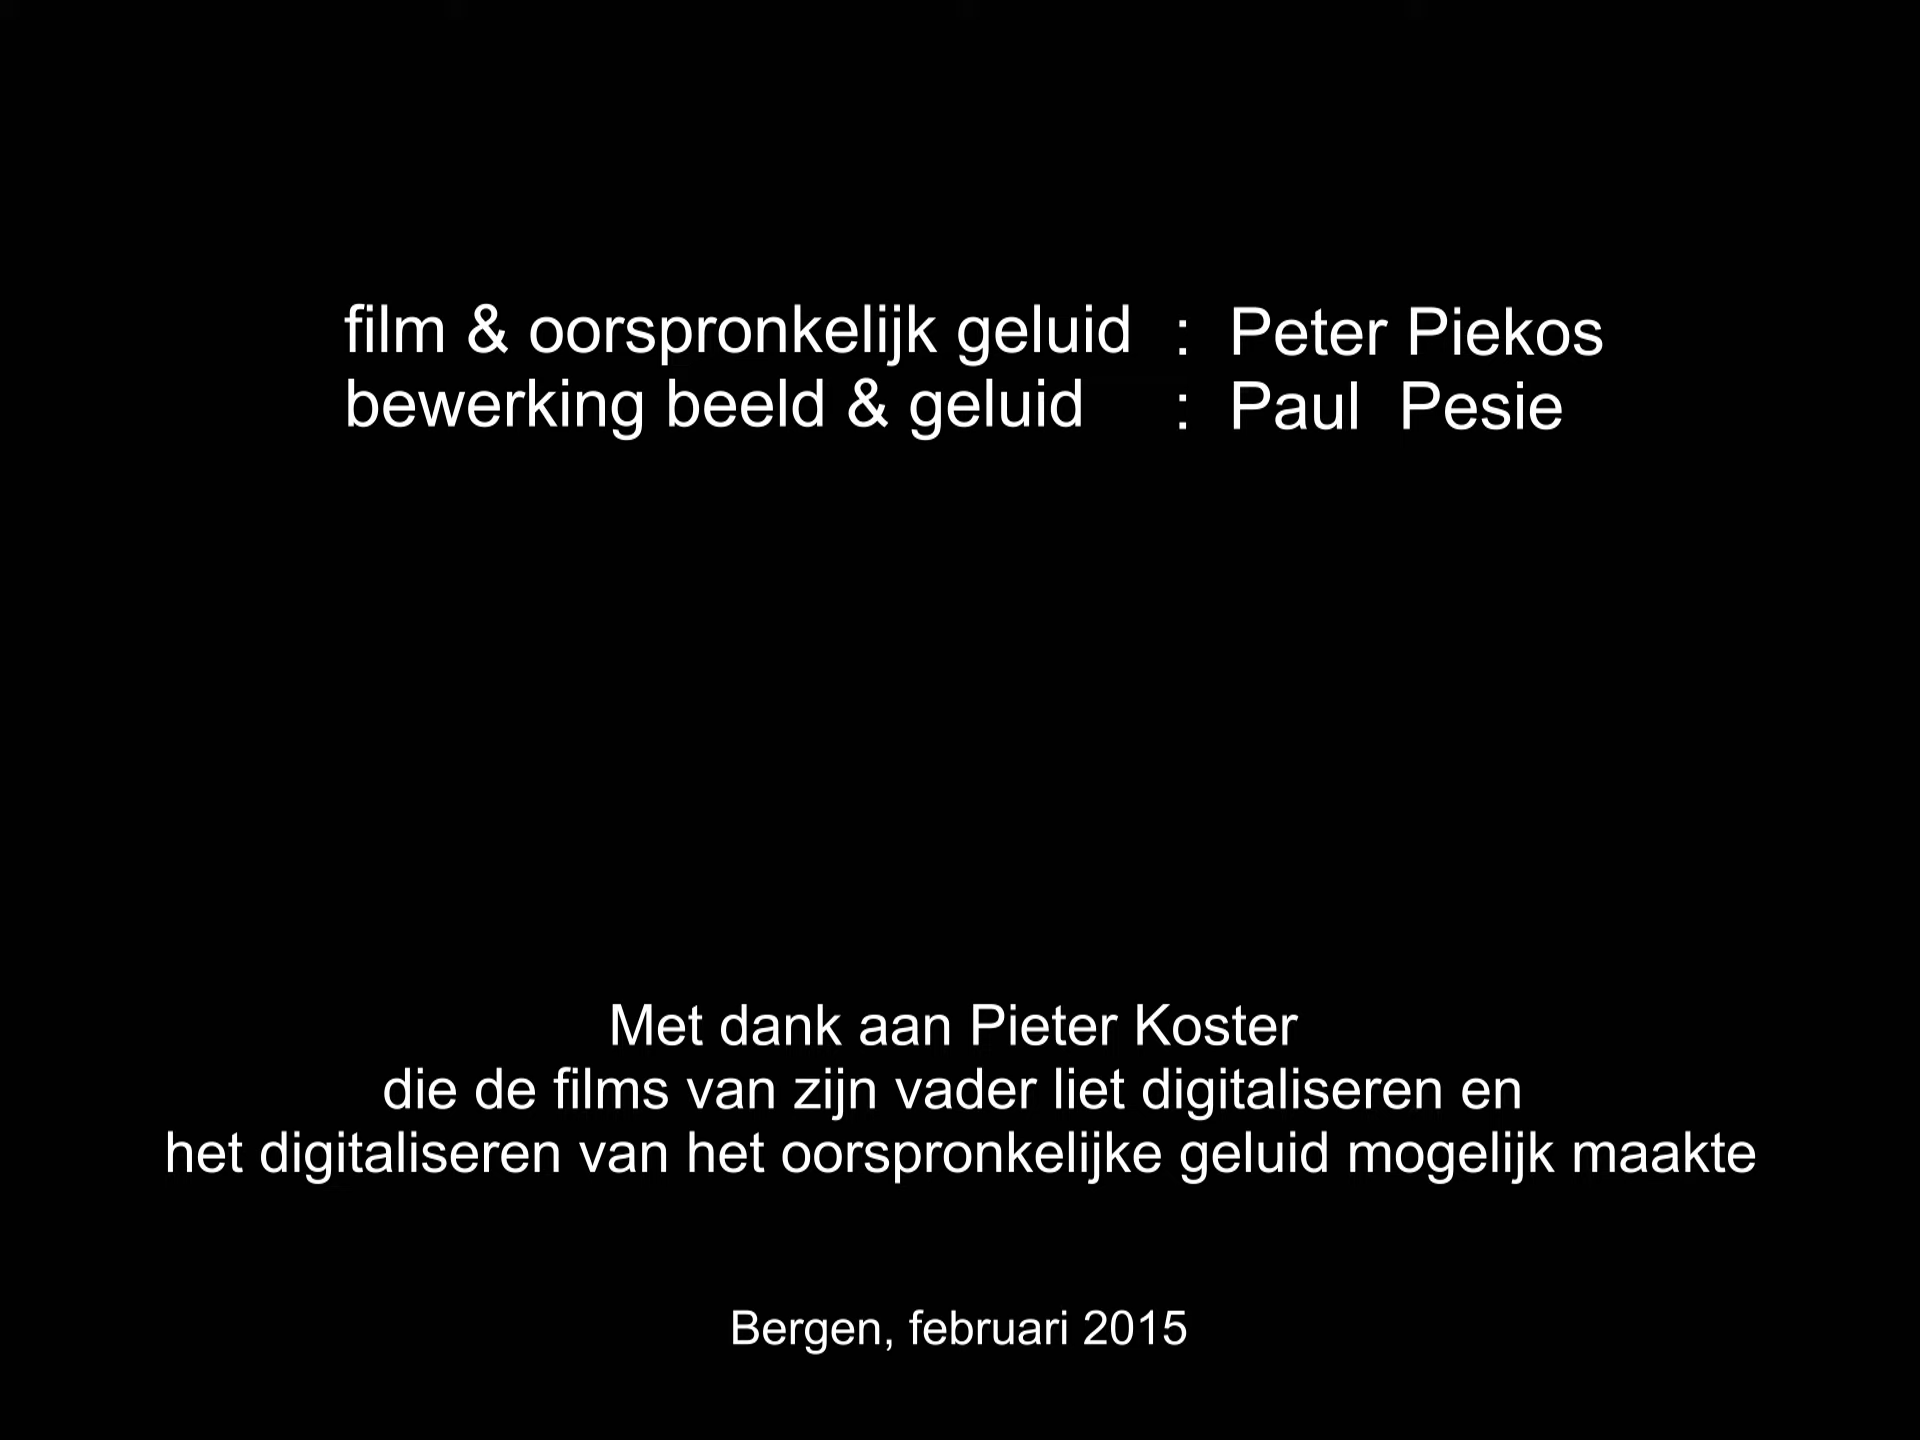 film & oorspronkelijk geluid : Peter Piekos
bewerking beeld & geluid : Paul Pesie
Met dank aan Pieter Koster
die de films van zijn vader liet digitaliseren en
het digitaliseren van het oorspronkelijke geluid mogelijk maakte
Bergen, februari 2015